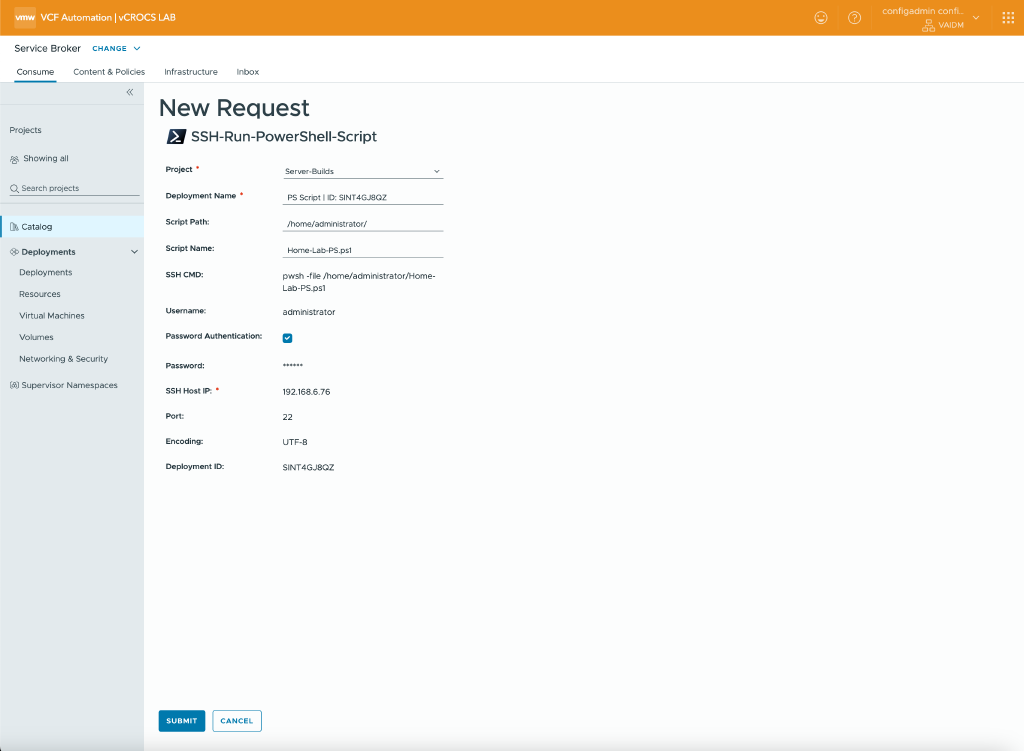 vmw VCF Automation | vCROCS LAB
configadmin confi...
VAIDM
Service Broker CHANGE
Consume Content & Policies Infrastructure Inbox
Projects
Showing all
Search projects
Catalog
Deployments
Deployments
Resources
Virtual Machines
Volumes
Networking & Security
Supervisor Namespaces
New Request
SSH-Run-PowerShell-Script
Project * Server-Builds
Deployment Name * PS Script | ID: SINT4GJ8QZ
Script Path: /home/administrator/
Script Name: Home-Lab-PS.ps1
SSH CMD: pwsh -file /home/administrator/Home-
Lab-PS.ps1
Username: administrator
Password Authentication:
Password: ******
SSH Host IP: * 192.168.6.76
Port: 22
Encoding: UTF-8
Deployment ID: SINT4GJ8QZ
SUBMIT CANCEL